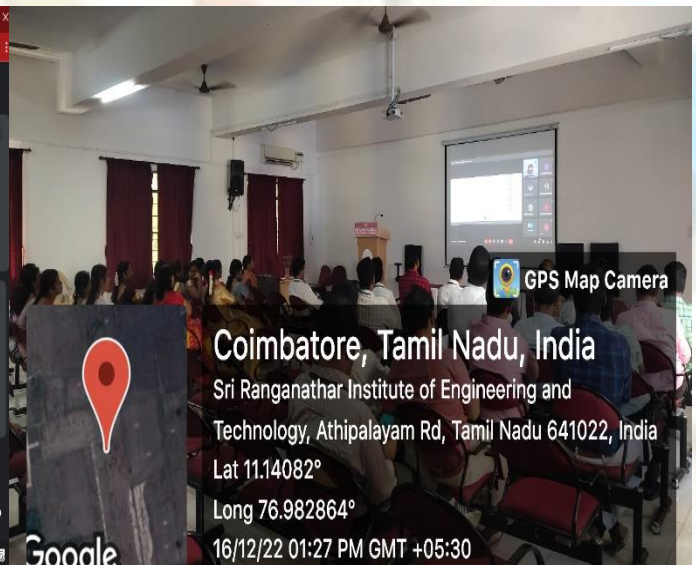 GPS Map Camera
Coimbatore, Tamil Nadu, India
Sri Ranganathar Institute of Engineering and
Technology, Athipalayam Rd, Tamil Nadu 641022, India
Lat 11.14082°
Long 76.982864°
16/12/22 01:27 PM GMT +05:30
Google